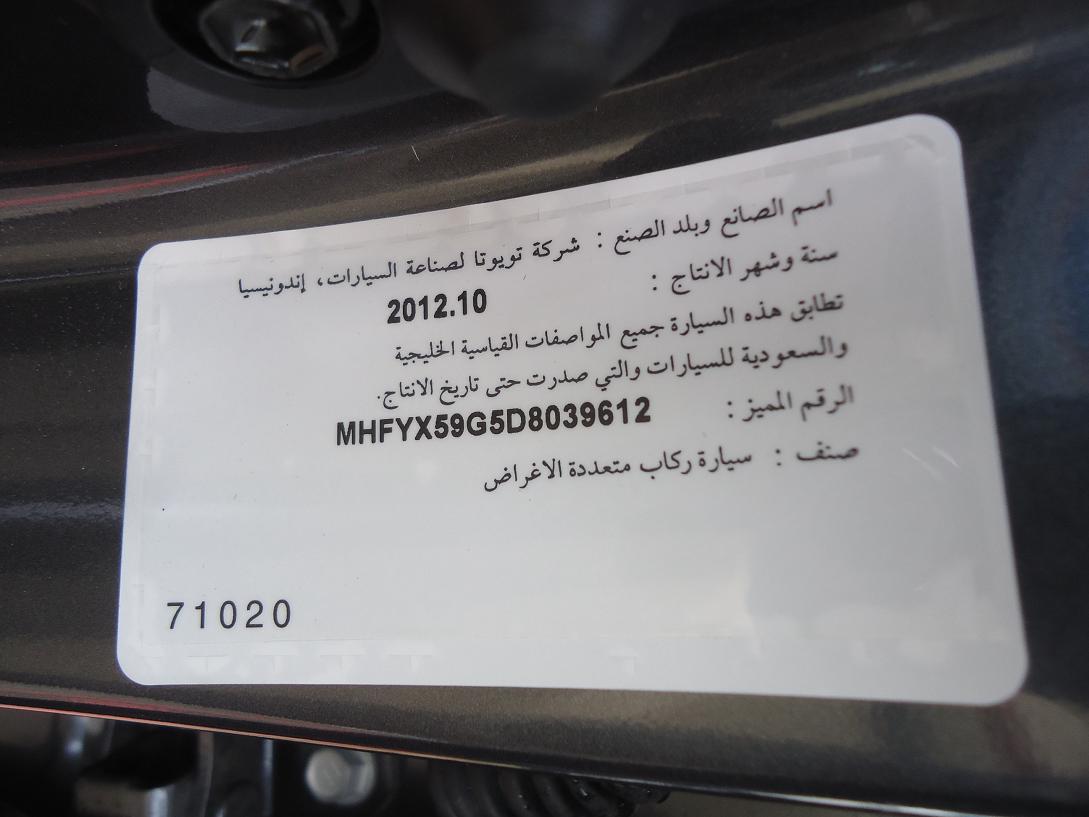 اسم الصانع وبلد الصنع : شركة تويوتا لصناعة السيارات، إندونيسيا
سنة وشهر الانتاج : 2012.10
تطابق هذه السيارة جميع المواصفات القياسية الخليجية
والسعودية للسيارات والتي صدرت حتى تاريخ الانتاج.
الرقم المميز : MHFYX59G5D8039612
صنف : سيارة ركاب متعددة الاغراض
71020